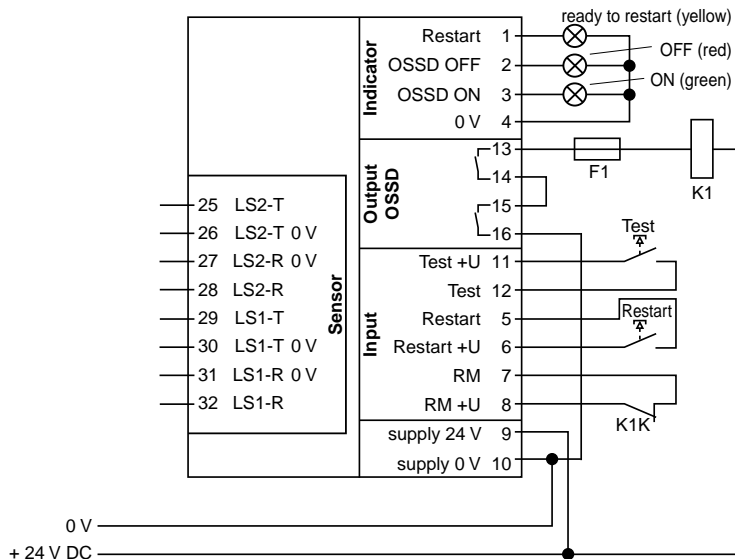 ready to restart (yellow)
Restart 1
OFF (red)
OSSD OFF 2
ON (green)
OSSD ON 3
0 V 4
Indicator
13
F1
K1
14
15
16
Output
OSSD
25 LS2-T
26 LS2-T 0 V
27 LS2-R 0 V
28 LS2-R
29 LS1-T
30 LS1-T 0 V
31 LS1-R 0 V
32 LS1-R
Sensor
Test
Test +U 11
Test 12
Restart 5
Restart
Restart +U 6
RM 7
RM +U 8
K1K
Input
supply 24 V 9
supply 0 V 10
0 V
+ 24 V DC